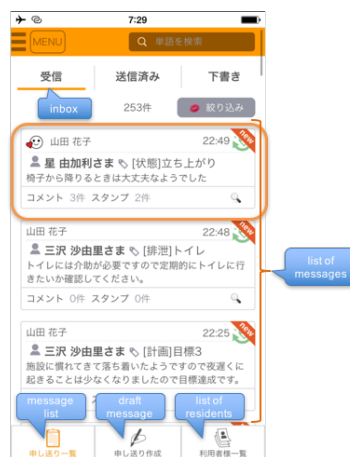 7:29
MENU
単語を検索
受信 送信済み 下書き
inbox
253件
絞り込み
山田 花子 22:49 new
星 由加利さま [状態]立ち上がり
椅子から降りるときは大丈夫なようでした
コメント 3件 スタンプ 2件
山田 花子 22:48 new
三沢 沙由里さま [排泄]トイレ
トイレには介助が必要ですので定期的にトイレに行
きたいか確認してください。
コメント 0件 スタンプ 0件
list of
messages
山田 花子 22:25 new
三沢 沙由里さま [計画]目標3
施設に慣れてきて落ち着いたようですので夜遅くに
起きることは少なくなりましたので目標達成です。
message
list
draft
message
list of
residents
申し送り一覧 申し送り作成 利用者様一覧